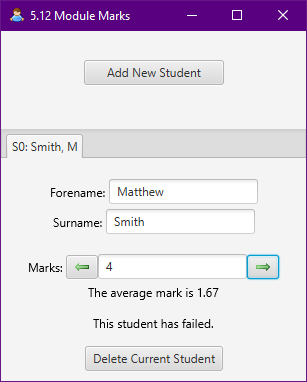 5.12 Module Marks
Add New Student
S0: Smith, M
Forename: Matthew
Surname: Smith
Marks: 4
The average mark is 1.67
This student has failed.
Delete Current Student